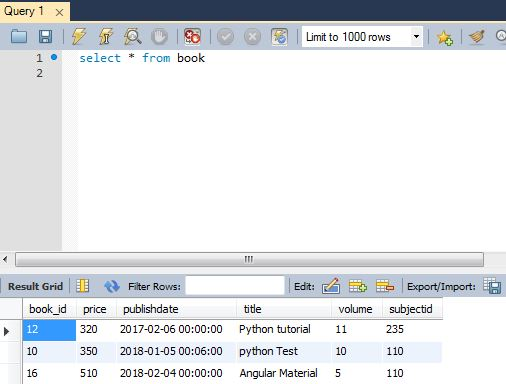 Query 1
Limit to 1000 rows
1 select * from book
2
Result Grid Filter Rows: Edit: Export/Import:
book_id price publishdate title volume subjectid
12 320 2017-02-06 00:00:00 Python tutorial 11 235
10 350 2018-01-05 00:06:00 python Test 10 110
16 510 2018-02-04 00:00:00 Angular Material 5 110